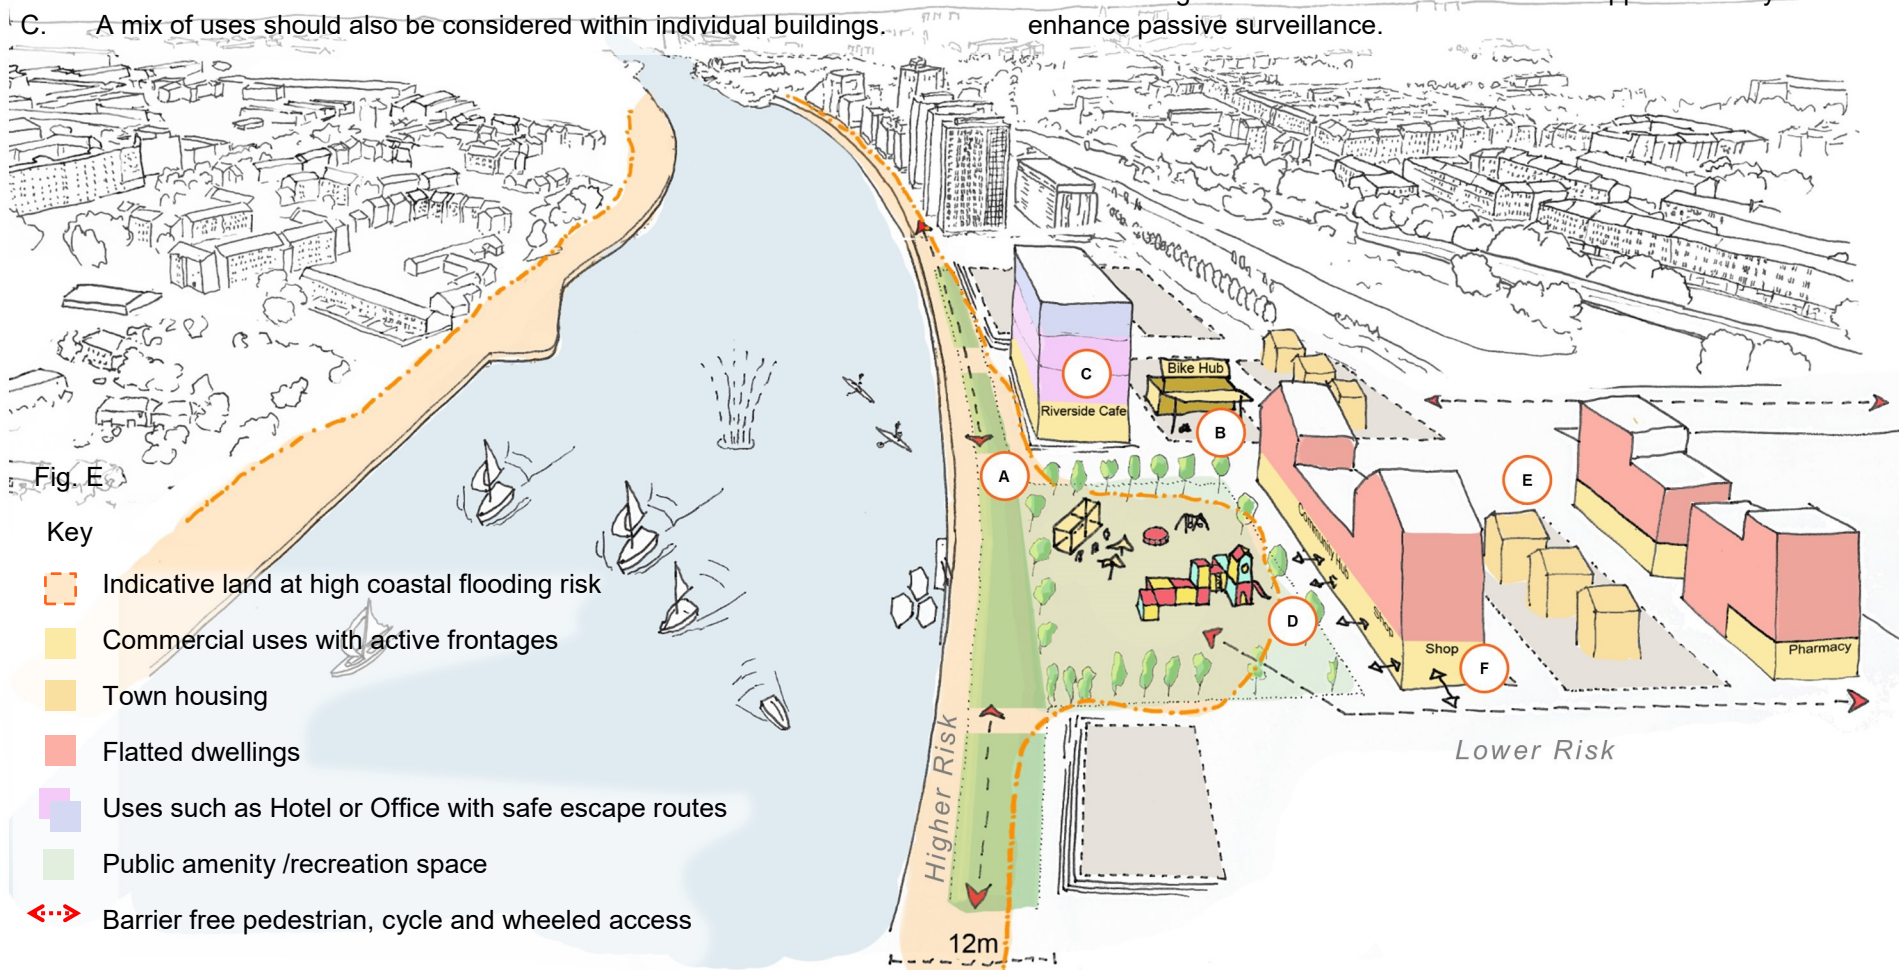 C. A mix of uses should also be considered within individual buildings.
enhance passive surveillance.
Bike Hub
C
Riverside Cafe
B
A
E
Fig. E
Key
Community Hub
Indicative land at high coastal flooding risk
D
Shop
Commercial uses with active frontages
Shop
F
Pharmacy
Town housing
Flatted dwellings
Lower Risk
Higher Risk
Uses such as Hotel or Office with safe escape routes
Public amenity /recreation space
Barrier free pedestrian, cycle and wheeled access
12m